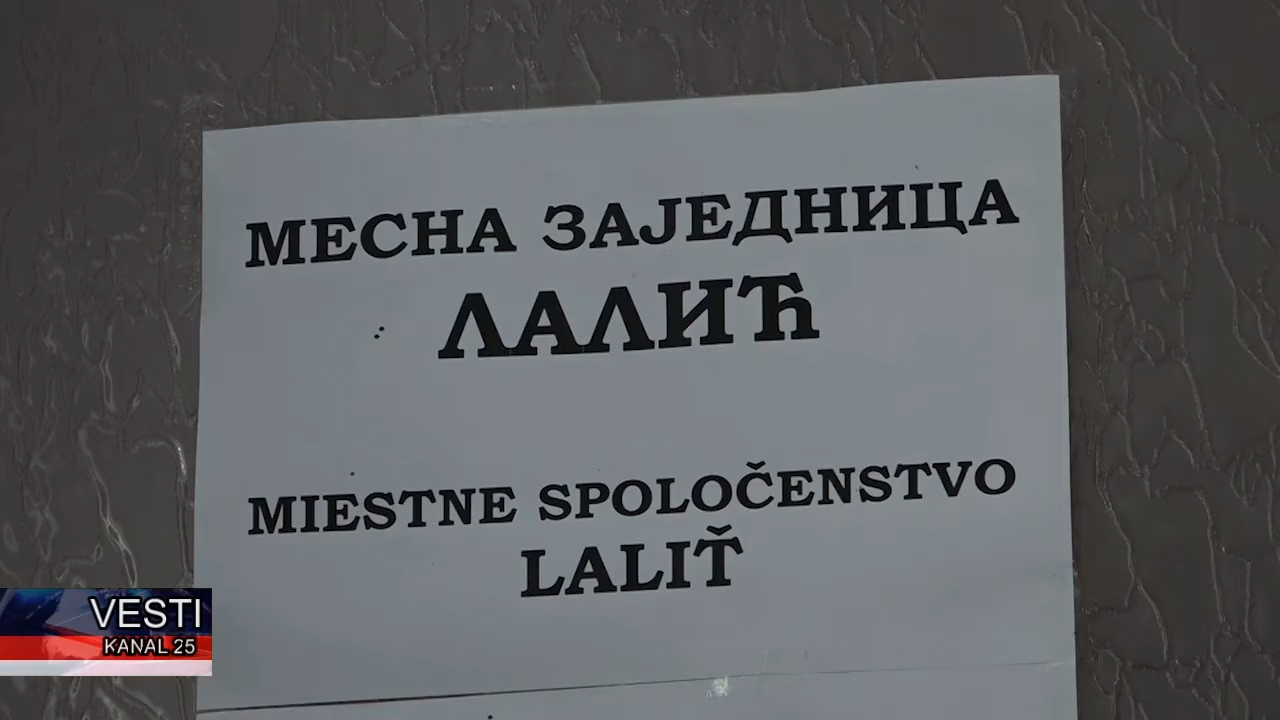 МЕСНА ЗАЈЕДНИЦА
ЛАЛИЋ
MIESTNE SPOLOČENSTVO
LALIŤ
VESTI
KANAL 25